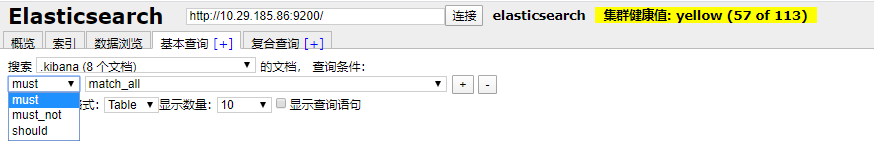 Elasticsearch http://10.29.185.86:9200/ 连接 elasticsearch 集群健康值: yellow (57 of 113)
概览 索引 数据浏览 基本查询 [+] 复合查询 [+]
搜索 .kibana (8 个文档) 的文档， 查询条件：
must match_all + -
must 式： Table 显示数量： 10 显示查询语句
must_not
should